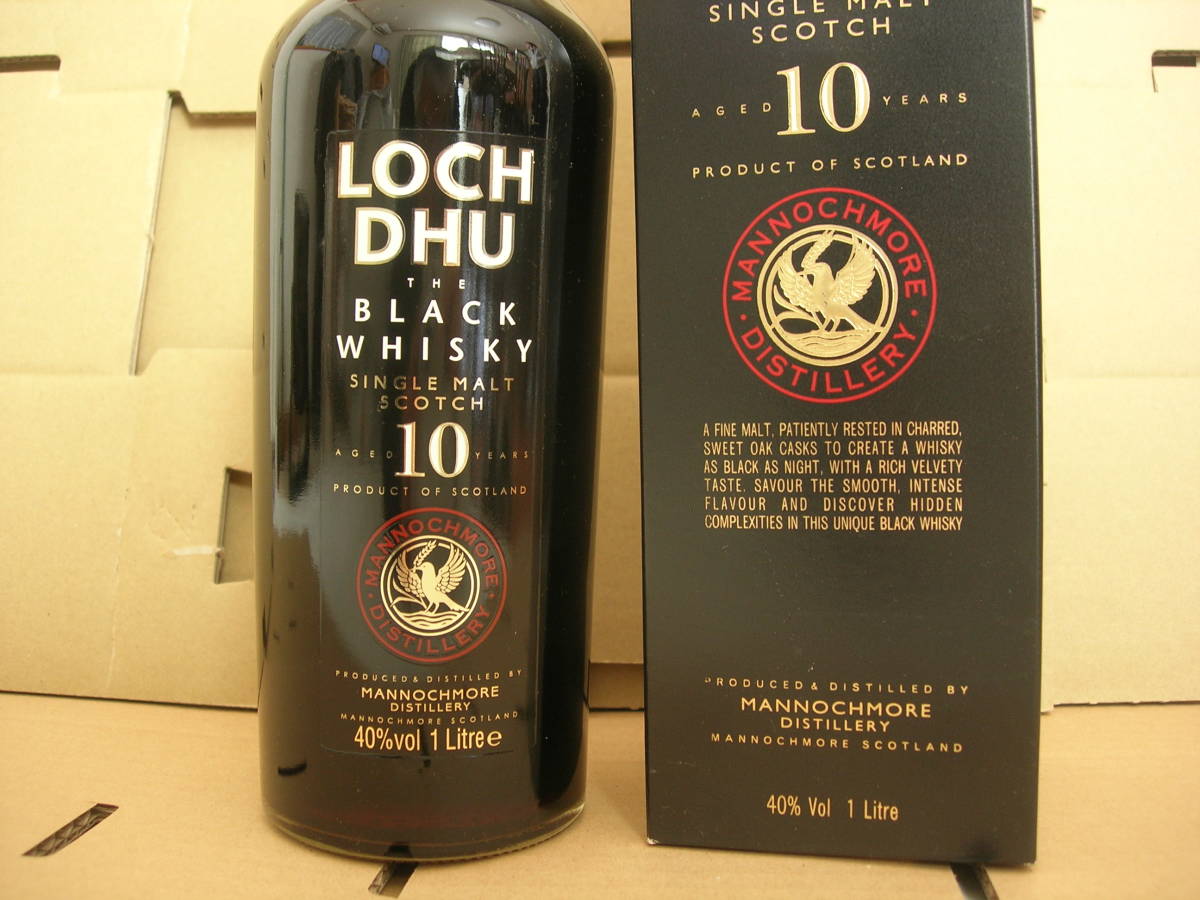 LOCH
DHU
THE
BLACK
WHISKY
SINGLE MALT
SCOTCH
AGED 10 YEARS
PRODUCT OF SCOTLAND
MANNOCHMORE
· DISTILLERY ·
PRODUCED & DISTILLED BY
MANNOCHMORE
DISTILLERY
MANNOCHMORE SCOTLAND
40%vol 1 Litre e
SINGLE MALT
SCOTCH
AGED 10 YEARS
PRODUCT OF SCOTLAND
MANNOCHMORE
· DISTILLERY ·
A FINE MALT, PATIENTLY RESTED IN CHARRED,
SWEET OAK CASKS TO CREATE A WHISKY
AS BLACK AS NIGHT, WITH A RICH VELVETY
TASTE. SAVOUR THE SMOOTH, INTENSE
FLAVOUR AND DISCOVER HIDDEN
COMPLEXITIES IN THIS UNIQUE BLACK WHISKY
PRODUCED & DISTILLED BY
MANNOCHMORE
DISTILLERY
MANNOCHMORE SCOTLAND
40% Vol 1 Litre